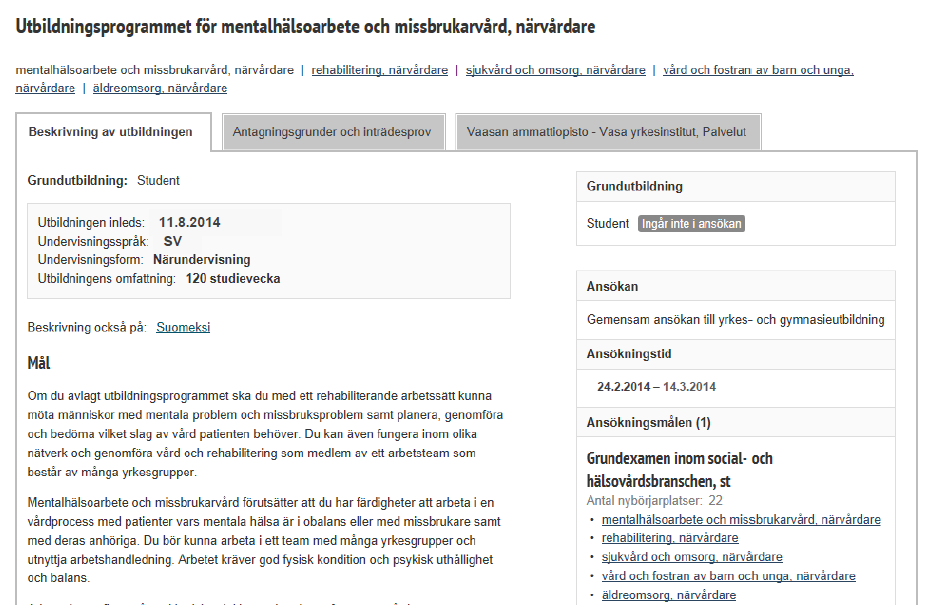 Utbildningsprogrammet för mentalhälsoarbete och missbrukarvård, närvårdare
mentalhälsoarbete och missbrukarvård, närvårdare | rehabilitering, närvårdare | sjukvård och omsorg, närvårdare | vård och fostran av barn och unga,
närvårdare | äldreomsorg, närvårdare
Beskrivning av utbildningen
Antagningsgrunder och inträdesprov
Vaasan ammattiopisto - Vasa yrkesinstitut, Palvelut
Grundutbildning: Student
Utbildningen inleds: 11.8.2014
Undervisningsspråk: SV
Undervisningsform: Närundervisning
Utbildningens omfattning: 120 studievecka
Beskrivning också på: Suomeksi
Mål
Om du avlagt utbildningsprogrammet ska du med ett rehabiliterande arbetssätt kunna
möta människor med mentala problem och missbruksproblem samt planera, genomföra
och bedöma vilket slag av vård patienten behöver. Du kan även fungera inom olika
nätverk och genomföra vård och rehabilitering som medlem av ett arbetsteam som
består av många yrkesgrupper.
Mentalhälsoarbete och missbrukarvård förutsätter att du har färdigheter att arbeta i en
vårdprocess med patienter vars mentala hälsa är i obalans eller med missbrukare samt
med deras anhöriga. Du bör kunna arbeta i ett team med många yrkesgrupper och
utnyttja arbetshandledning. Arbetet kräver god fysisk kondition och psykisk uthållighet
och balans.
Grundutbildning
Student Ingår inte i ansökan
Ansökan
Gemensam ansökan till yrkes- och gymnasieutbildning
Ansökningstid
24.2.2014 – 14.3.2014
Ansökningsmålen (1)
Grundexamen inom social- och
hälsovårdsbranschen, st
Antal nybörjarplatser: 22
• mentalhälsoarbete och missbrukarvård, närvårdare
• rehabilitering, närvårdare
• sjukvård och omsorg, närvårdare
• vård och fostran av barn och unga, närvårdare
• äldreomsorg, närvårdare